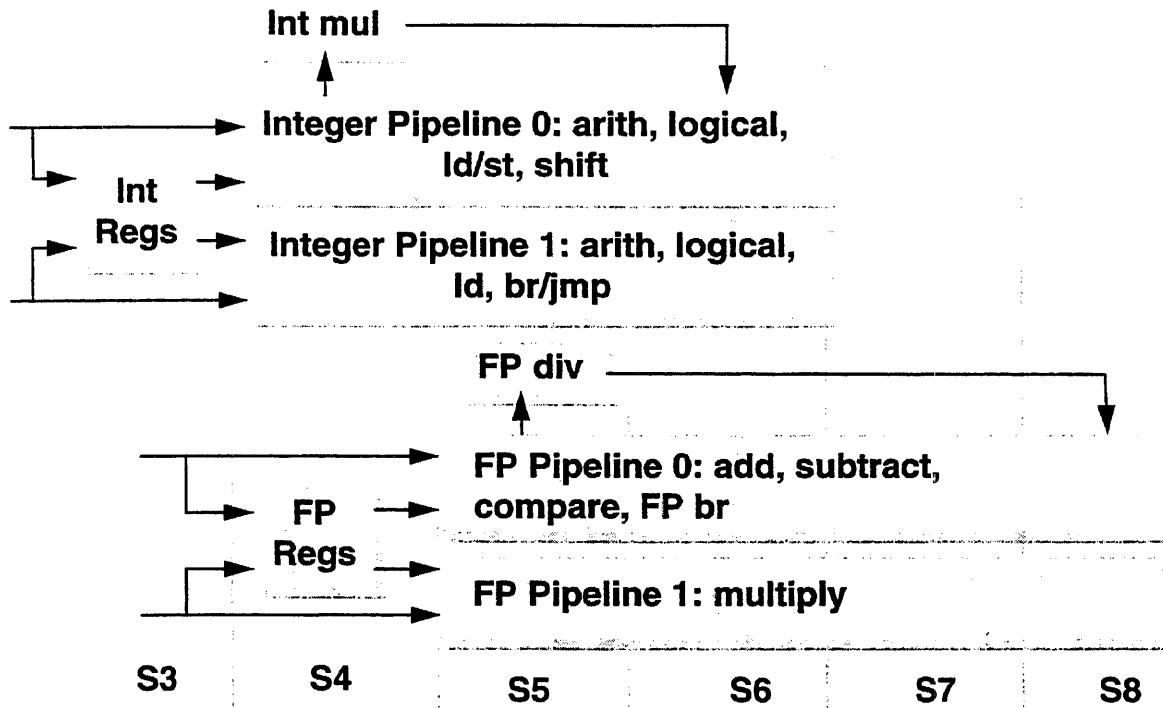 Int mul
Integer Pipeline 0: arith, logical,
ld/st, shift
Int
Regs
Integer Pipeline 1: arith, logical,
ld, br/jmp
FP div
FP Pipeline 0: add, subtract,
compare, FP br
FP
Regs
FP Pipeline 1: multiply
S3 S4 S5 S6 S7 S8